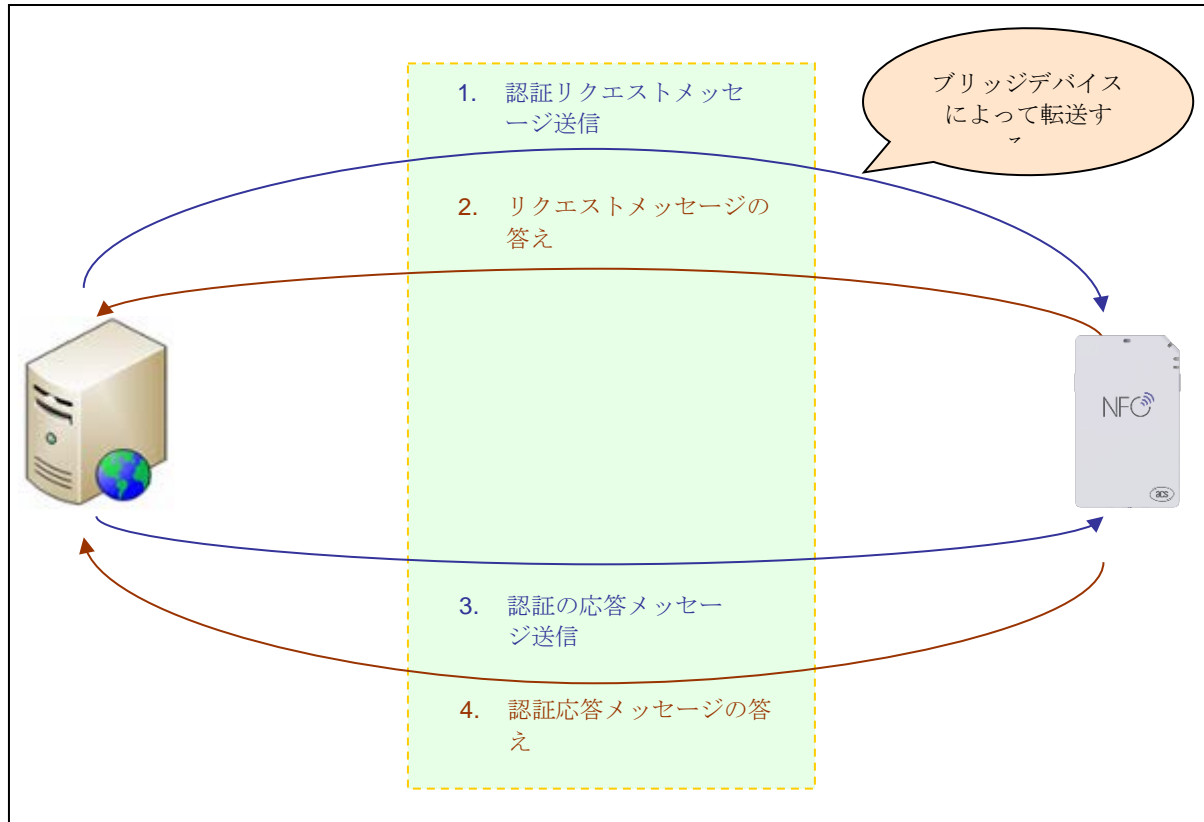 1. 認証リクエストメッセ
ージ送信
ブリッジデバイス
によって転送す
2. リクエストメッセージの
答え
NFC
acs
3. 認証の応答メッセー
ジ送信
4. 認証応答メッセージの答
え